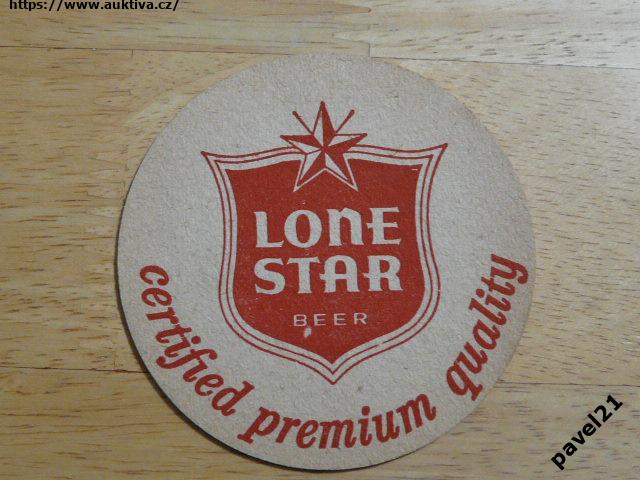 https://www.auktiva.cz/
LONE
STAR
BEER
certified premium quality
pavel21